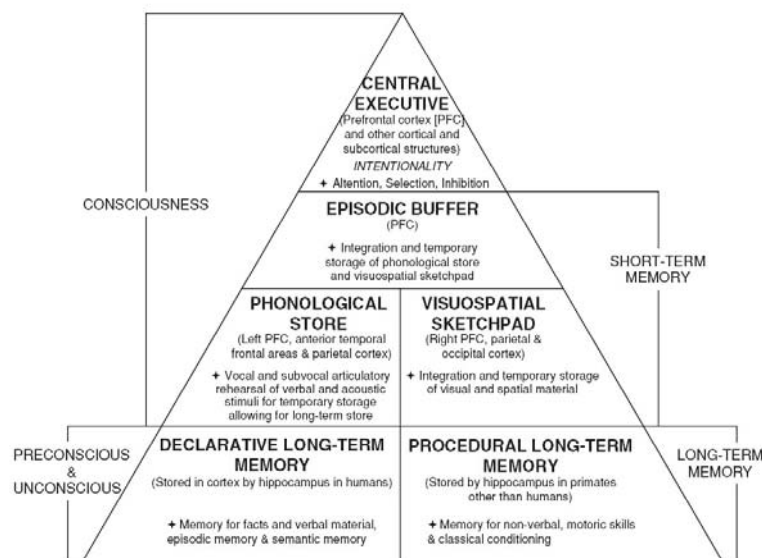 CENTRAL
EXECUTIVE
(Prefrontal cortex [PFC]
and other cortical and
subcortical structures)
INTENTIONALITY
✦ Altention, Selection, Inhibition
CONSCIOUSNESS
EPISODIC BUFFER
(PFC)
✦ Integration and temporary
storage of phonological store
and visuospatial sketchpad
SHORT-TERM
MEMORY
PHONOLOGICAL
STORE
(Left PFC, anterior temporal
frontal areas & parietal cortex)
✦ Vocal and subvocal articulatory
rehearsal of verbal and acoustic
stimuli for temporary storage
allowing for long-term store
VISUOSPATIAL
SKETCHPAD
(Right PFC, parietal &
occipital cortex)
✦ Integration and temporary storage
of visual and spatial material
PRECONSCIOUS
&
UNCONSCIOUS
DECLARATIVE LONG-TERM
MEMORY
(Stored in cortex by hippocampus in humans)
✦ Memory for facts and verbal material,
episodic memory & semantic memory
PROCEDURAL LONG-TERM
MEMORY
(Stored by hippocampus in primates
other than humans)
✦ Memory for non-verbal, motoric skills
& classical conditioning
LONG-TERM
MEMORY